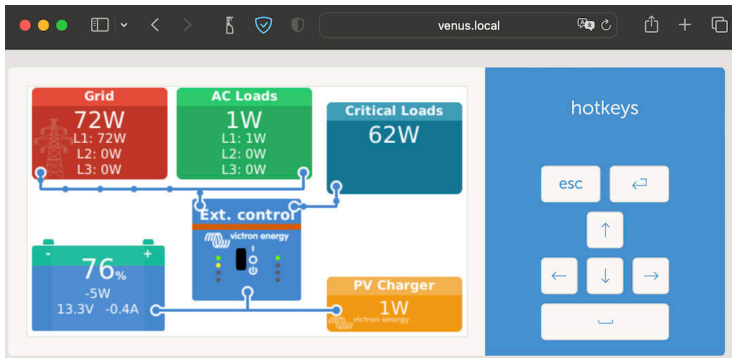 venus.local
Grid
72W
L1: 72W
L2: 0W
L3: 0W
AC Loads
1W
L1: 1W
L2: 0W
L3: 0W
Critical Loads
62W
Ext. control
victron energy
- +
76%
-5W
13.3V -0.4A
PV Charger
1W
victron energy
hotkeys
esc